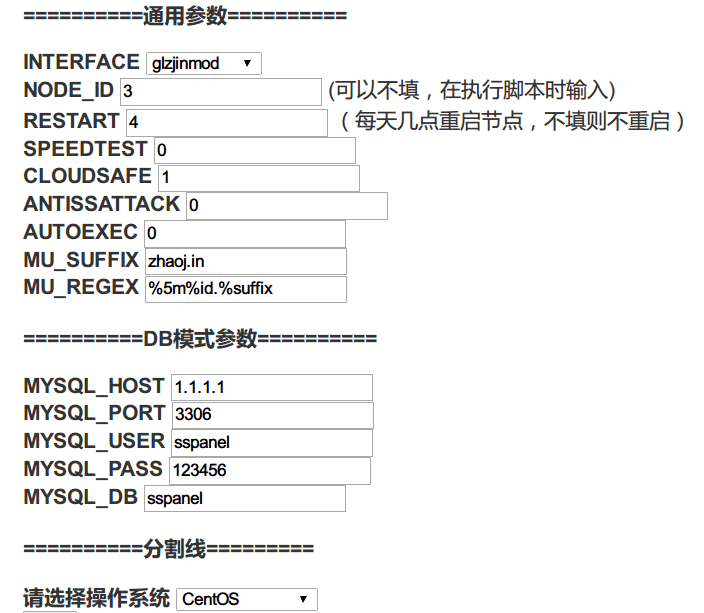 ==========通用参数==========
INTERFACE glzjinmod
NODE_ID 3 (可以不填，在执行脚本时输入)
RESTART 4 （每天几点重启节点，不填则不重启）
SPEEDTEST 0
CLOUDSAFE 1
ANTISSATTACK 0
AUTOEXEC 0
MU_SUFFIX zhaoj.in
MU_REGEX %5m%id.%suffix
==========DB模式参数==========
MYSQL_HOST 1.1.1.1
MYSQL_PORT 3306
MYSQL_USER sspanel
MYSQL_PASS 123456
MYSQL_DB sspanel
==========分割线=========
请选择操作系统 CentOS